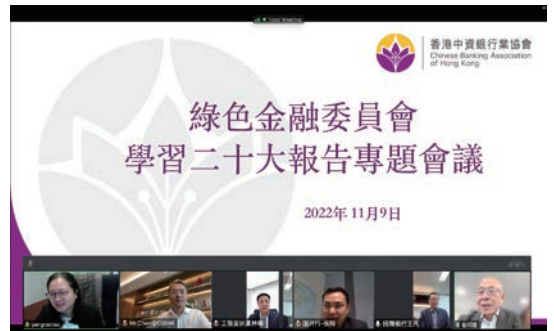 香港中資銀行業協會
Chinese Banking Association
of Hong Kong
綠色金融委員會
學習二十大報告專題會議
2022年 11月9日